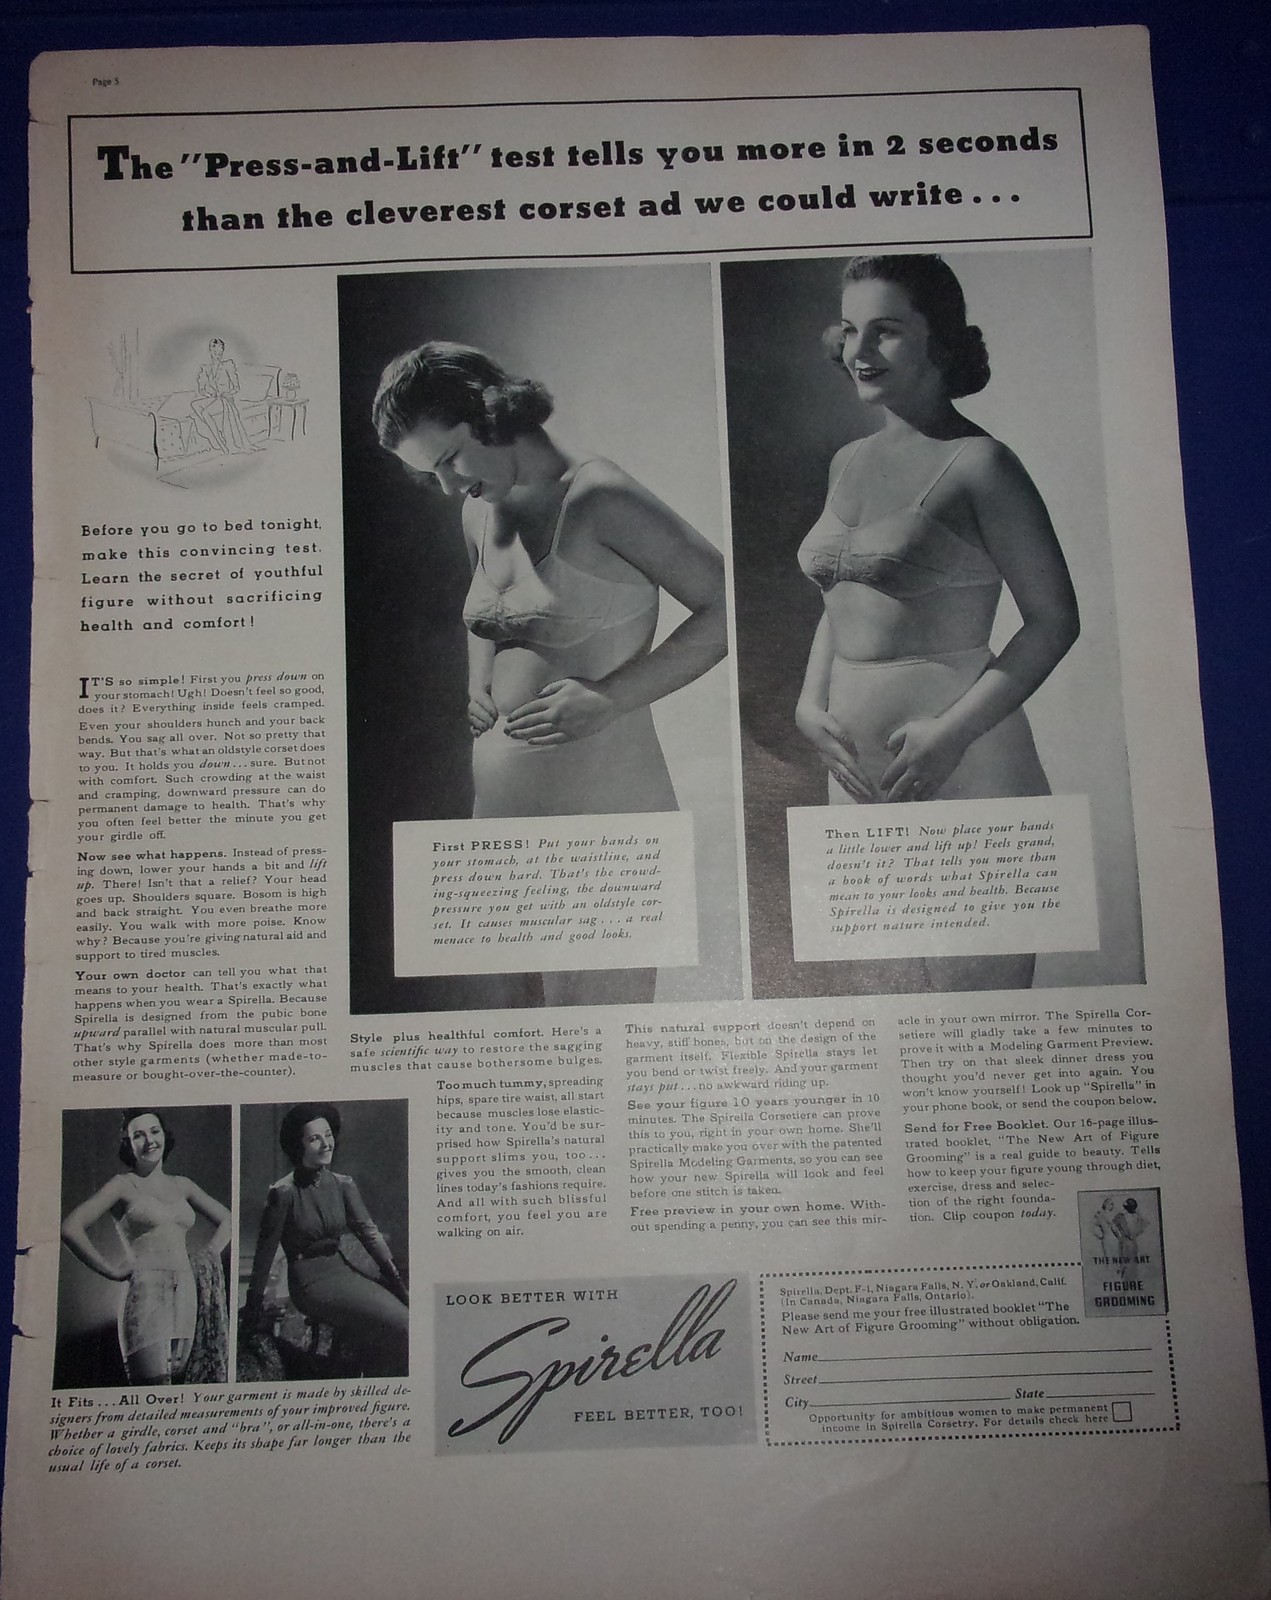 Page 5
The "Press-and-Lift" test tells you more in 2 seconds
than the cleverest corset ad we could write...
Before you go to bed tonight,
make this convincing test.
Learn the secret of youthful
figure without sacrificing
health and comfort!
IT'S so simple! First you press down on
your stomach! Ugh! Doesn't feel so good,
does it? Everything inside feels cramped.
Even your shoulders hunch and your back
bends. You sag all over. Not so pretty that
way. But that's what an oldstyle corset does
to you. It holds you down...sure. But not
with comfort. Such crowding at the waist
and cramping, downward pressure can do
permanent damage to health. That's why
you often feel better the minute you get
your girdle off.
Now see what happens. Instead of press-
ing down, lower your hands a bit and lift
up. There! Isn't that a relief? Your head
goes up. Shoulders square. Bosom is high
and back straight. You even breathe more
easily. You walk with more poise. Know
why? Because you're giving natural aid and
support to tired muscles.
Your own doctor can tell you what that
means to your health. That's exactly what
happens when you wear a Spirella. Because
Spirella is designed from the pubic bone
upward parallel with natural muscular pull.
That's why Spirella does more than most
other style garments (whether made-to-
measure or bought-over-the-counter).
First PRESS! Put your hands on
your stomach, at the waistline, and
press down hard. That's the crowd-
ing-squeezing feeling, the downward
pressure you get with an oldstyle cor-
set. It causes muscular sag... a real
menace to health and good looks.
Then LIFT! Now place your hands
a little lower and lift up! Feels grand,
doesn't it? That tells you more than
a book of words what Spirella can
mean to your looks and health. Because
Spirella is designed to give you the
support nature intended.
It Fits...All Over! Your garment is made by skilled de-
signers from detailed measurements of your improved figure.
Whether a girdle, corset and "bra", or all-in-one, there's a
choice of lovely fabrics. Keeps its shape far longer than the
usual life of a corset.
Style plus healthful comfort. Here's a
safe scientific way to restore the sagging
muscles that cause bothersome bulges.
Too much tummy, spreading
hips, spare tire waist, all start
because muscles lose elastic-
ity and tone. You'd be sur-
prised how Spirella's natural
support slims you, too...
gives you the smooth, clean
lines today's fashions require.
And all with such blissful
comfort, you feel you are
walking on air.
This natural support doesn't depend on
heavy, stiff bones, but on the design of the
garment itself. Flexible Spirella stays let
you bend or twist freely. And your garment
stays put...no awkward riding up.
See your figure 10 years younger in 10
minutes. The Spirella Corsetiere can prove
this to you, right in your own home. She'll
practically make you over with the patented
Spirella Modeling Garments, so you can see
how your new Spirella will look and feel
before one stitch is taken.
Free preview in your own home. With-
out spending a penny, you can see this mir-
acle in your own mirror. The Spirella Cor-
setiere will gladly take a few minutes to
prove it with a Modeling Garment Preview.
Then try on that sleek dinner dress you
thought you'd never get into again. You
won't know yourself! Look up "Spirella" in
your phone book, or send the coupon below.
Send for Free Booklet. Our 16-page illus-
trated booklet, "The New Art of Figure
Grooming" is a real guide to beauty. Tells
how to keep your figure young through diet,
exercise, dress and selec-
tion of the right founda-
tion. Clip coupon today.
THE NEW ART
of
FIGURE
GROOMING
LOOK BETTER WITH
Spirella
FEEL BETTER, TOO!
Spirella, Dept. F-1, Niagara Falls, N. Y. or Oakland, Calif.
(In Canada, Niagara Falls, Ontario).
Please send me your free illustrated booklet "The
New Art of Figure Grooming" without obligation.
Name
Street
City State
Opportunity for ambitious women to make permanent
income in Spirella Corsetry. For details check here